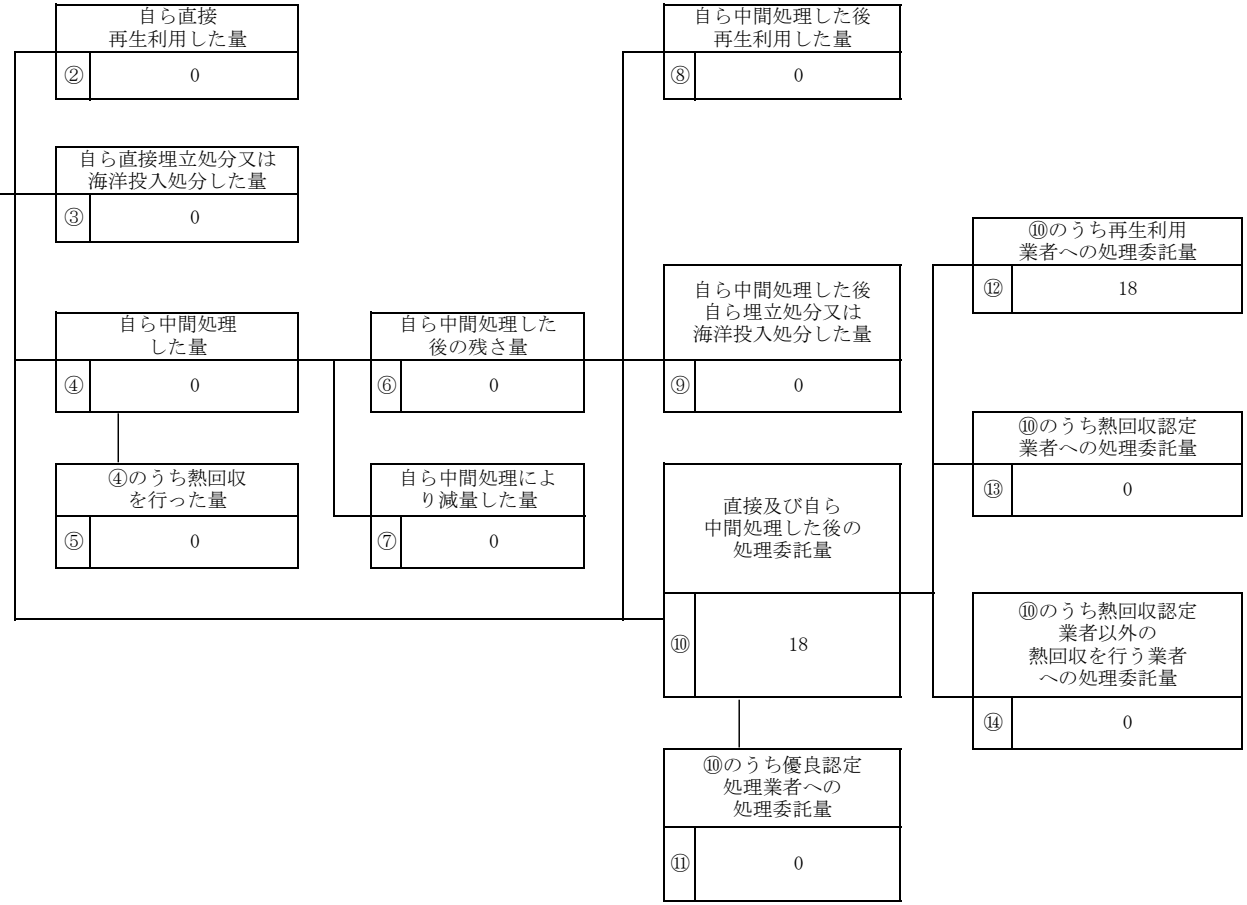 自ら直接
再生利用した量
② 0
自ら直接埋立処分又は
海洋投入処分した量
③ 0
自ら中間処理
した量
④ 0
④のうち熱回収
を行った量
⑤ 0
自ら中間処理した
後の残さ量
⑥ 0
自ら中間処理によ
り減量した量
⑦ 0
自ら中間処理した後
再生利用した量
⑧ 0
自ら中間処理した後
自ら埋立処分又は
海洋投入処分した量
⑨ 0
直接及び自ら
中間処理した後の
処理委託量
⑩ 18
⑩のうち優良認定
処理業者への
処理委託量
⑪ 0
⑩のうち再生利用
業者への処理委託量
⑫ 18
⑩のうち熱回収認定
業者への処理委託量
⑬ 0
⑩のうち熱回収認定
業者以外の
熱回収を行う業者
への処理委託量
⑭ 0